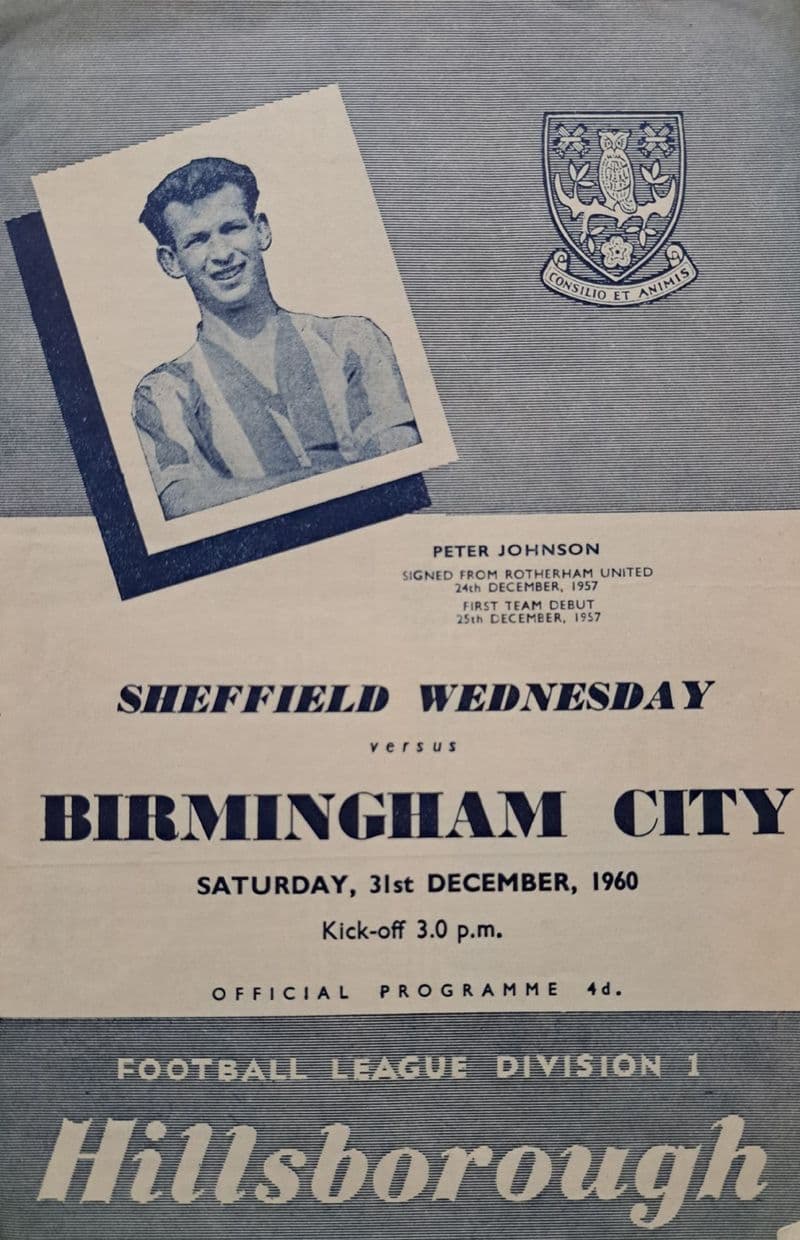 CONSILIO ET ANIMIS
PETER JOHNSON
SIGNED FROM ROTHERHAM UNITED
24th DECEMBER, 1957
FIRST TEAM DEBUT
25th DECEMBER, 1957
SHEFFIELD WEDNESDAY
versus
BIRMINGHAM CITY
SATURDAY, 31st DECEMBER, 1960
Kick-off 3.0 p.m.
OFFICIAL PROGRAMME 4d.
FOOTBALL LEAGUE DIVISION 1
Hillsborough